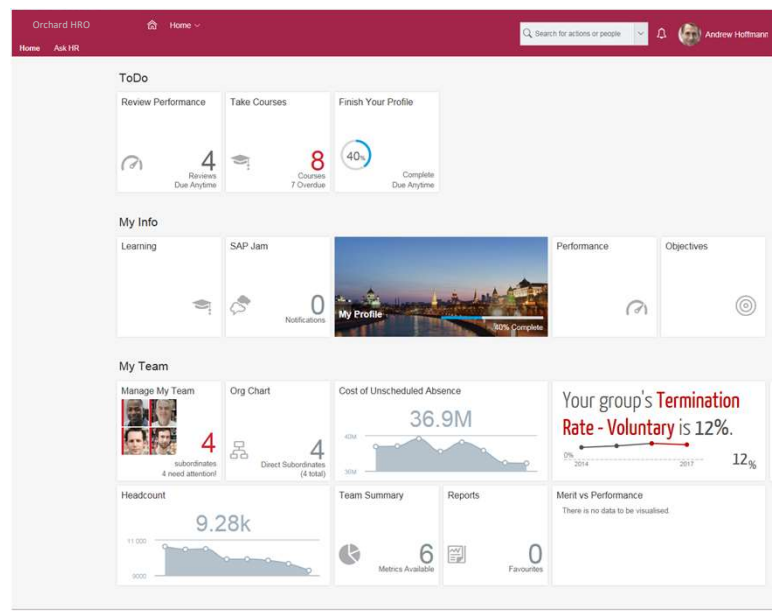 Orchard HRO
Home
Search for actions or people
Andrew Hoffmann
Home Ask HR
ToDo
Review Performance
4
Reviews
Due Anytime
Take Courses
8
Courses
7 Overdue
Finish Your Profile
40%
Complete
Due Anytime
My Info
Learning
SAP Jam
0
Notifications
My Profile
40% Complete
Performance
Objectives
My Team
Manage My Team
4
subordinates
4 need attention!
Org Chart
4
Direct Subordinates
(4 total)
Cost of Unscheduled Absence
36.9M
40M
30M
Your group's Termination
Rate - Voluntary is 12%.
0%
2014
2017
12%
Headcount
9.28k
11 000
9000
Team Summary
6
Metrics Available
Reports
0
Favourites
Merit vs Performance
There is no data to be visualised.